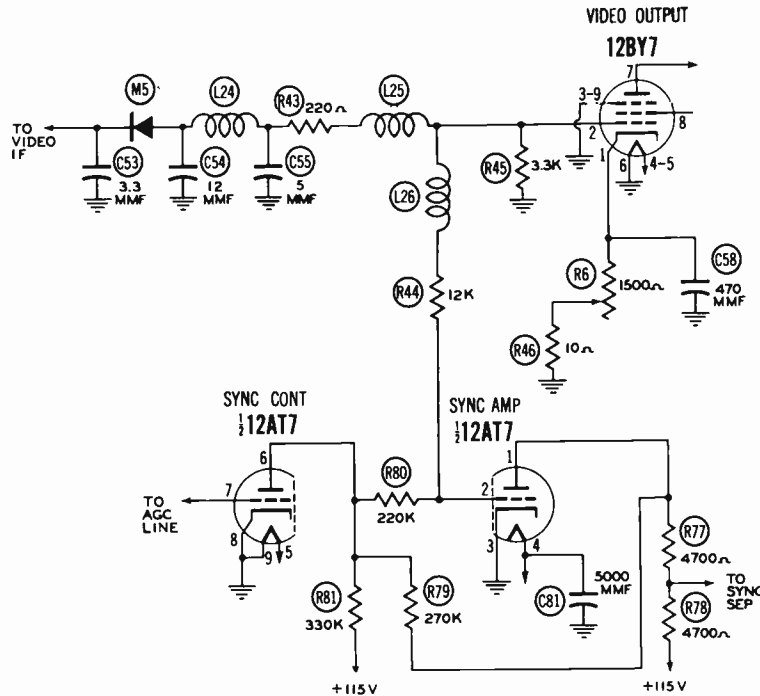 VIDEO OUTPUT
12BY7
M5
L24
R43
220Ω
L25
7
3-9
2
8
1
6
4-5
TO
VIDEO
IF
C53
3.3
MMF
C54
12
MMF
C55
5
MMF
R45
3.3K
L26
R44
12K
R6
1500Ω
C58
470
MMF
R46
10Ω
SYNC CONT
½12AT7
6
7
8
9
5
TO
AGC
LINE
R80
220K
SYNC AMP
½12AT7
1
2
3
4
C81
5000
MMF
R77
4700Ω
TO
SYNC
SEP
R78
4700Ω
R81
330K
R79
270K
+115V
+115V